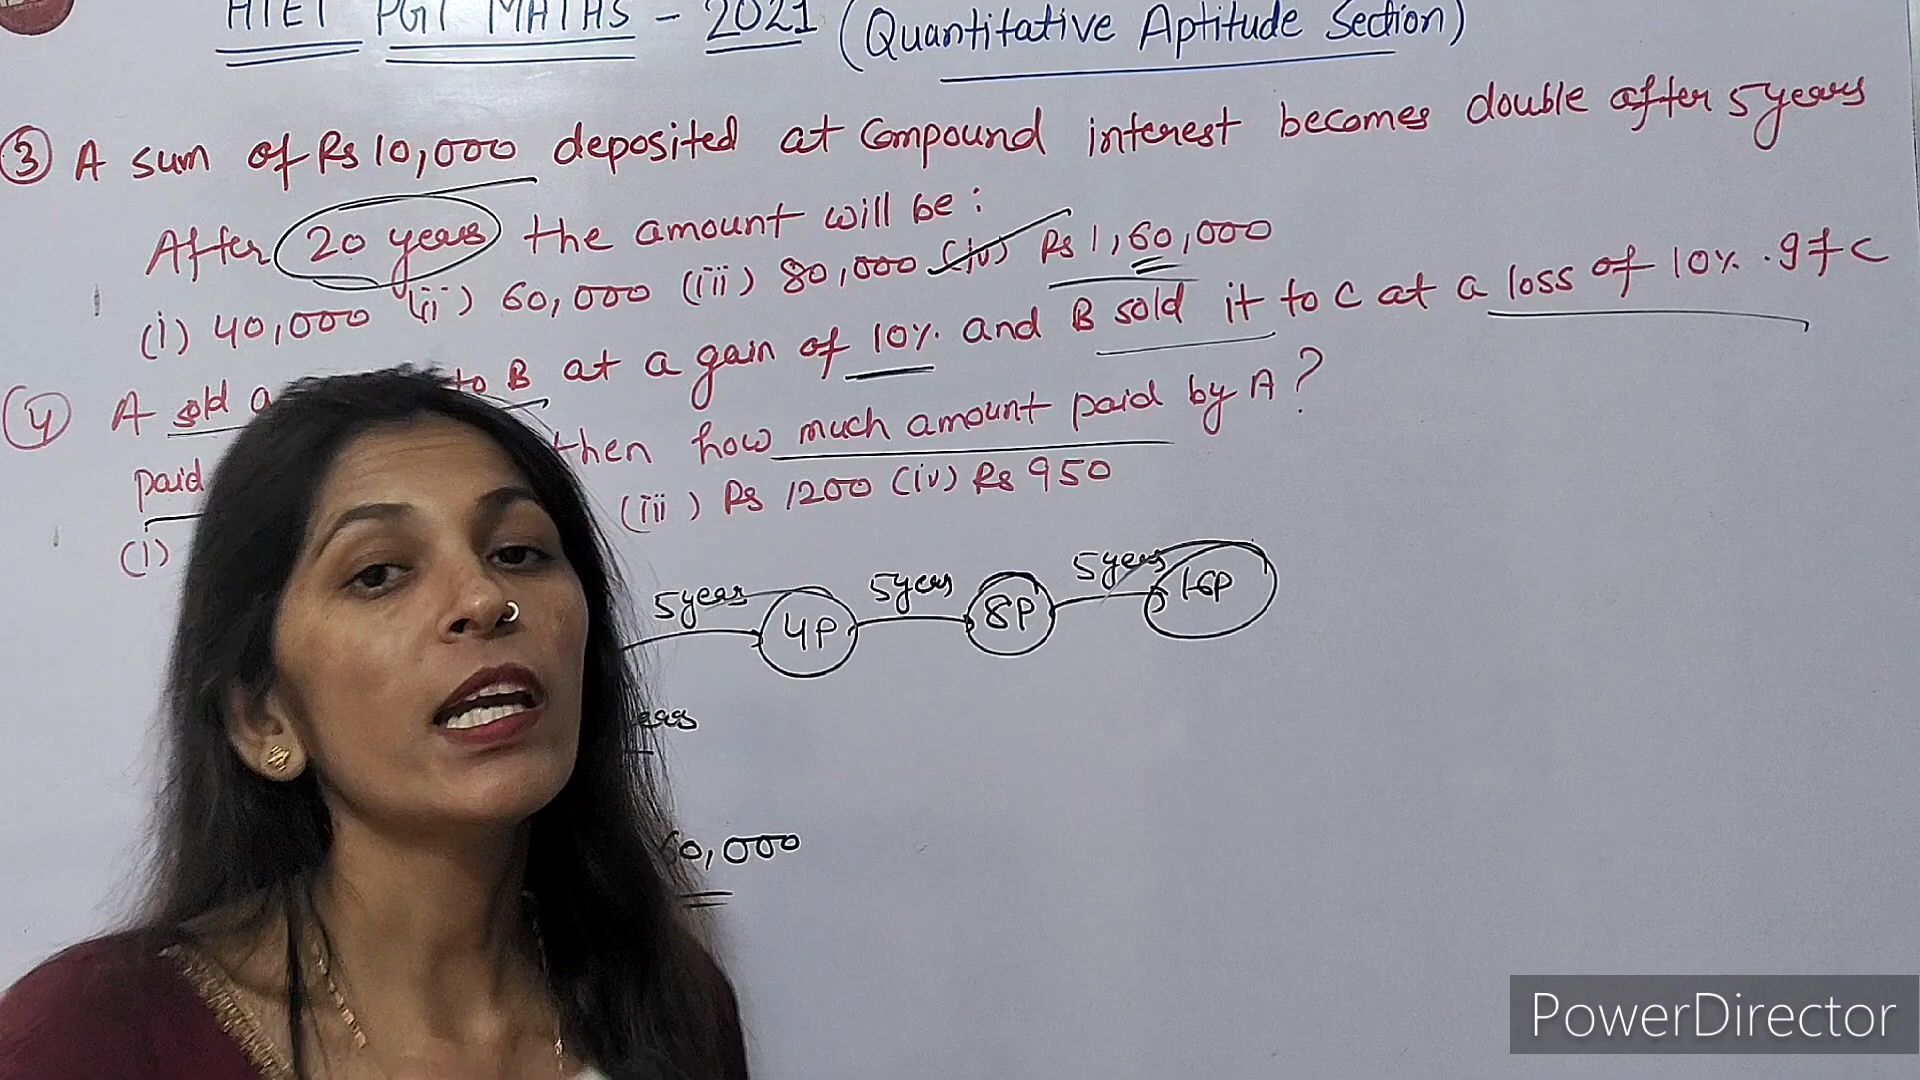 HTET PGT MATHS - 2021 (Quantitative Aptitude Section)
③ A sum of Rs 10,000 deposited at Compound interest becomes double after 5 years
After 20 years the amount will be:
(i) 40,000 (ii) 60,000 (iii) 80,000 (iv) Rs 1,60,000
④ A sold a to B at a gain of 10% and B sold it to C at a loss of 10%. If C
paid then how much amount paid by A?
(i) (iii) Rs 1200 (iv) Rs 950
5 years 4P 5 years 8P 5 years 16P
60,000
PowerDirector